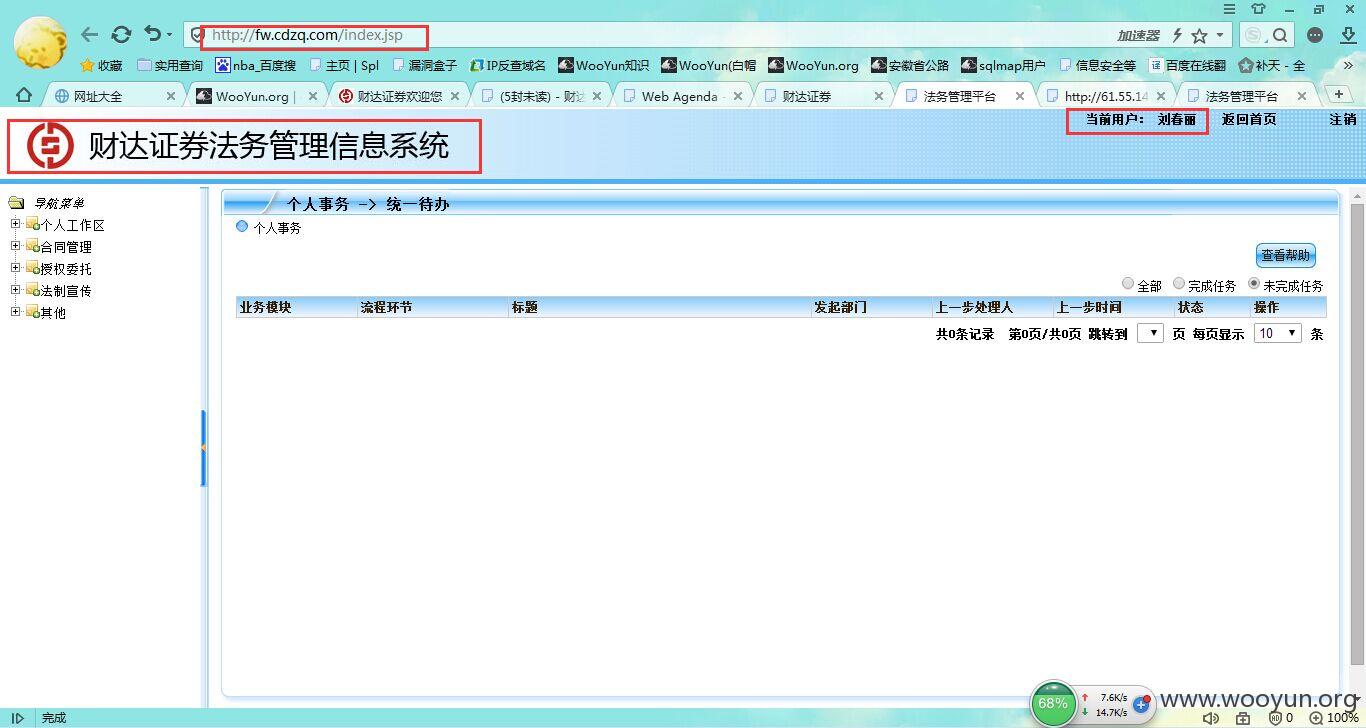 http://fw.cdzq.com/index.jsp 加速器
收藏 实用查询 nba_百度搜 主页 | Spl 漏洞盒子 IP反查域名 WooYun知识 WooYun(白帽 WooYun.org 安徽省公路 sqlmap用户 信息安全等 百度在线翻 补天 - 全 »
网址大全 WooYun.org | 财达证券欢迎您 (5封未读) - 财达 Web Agenda 财达证券 法务管理平台 http://61.55.14 法务管理平台
当前用户： 刘春丽 返回首页 注销
财达证券法务管理信息系统
导航菜单
个人工作区
合同管理
授权委托
法制宣传
其他
个人事务 -> 统一待办
个人事务
查看帮助
全部 完成任务 未完成任务
业务模块 流程环节 标题 发起部门 上一步处理人 上一步时间 状态 操作
共0条记录 第0页/共0页 跳转到 页 每页显示 10 条
68% 7.6K/s
14.7K/s
www.wooyun.org
完成 0 100%